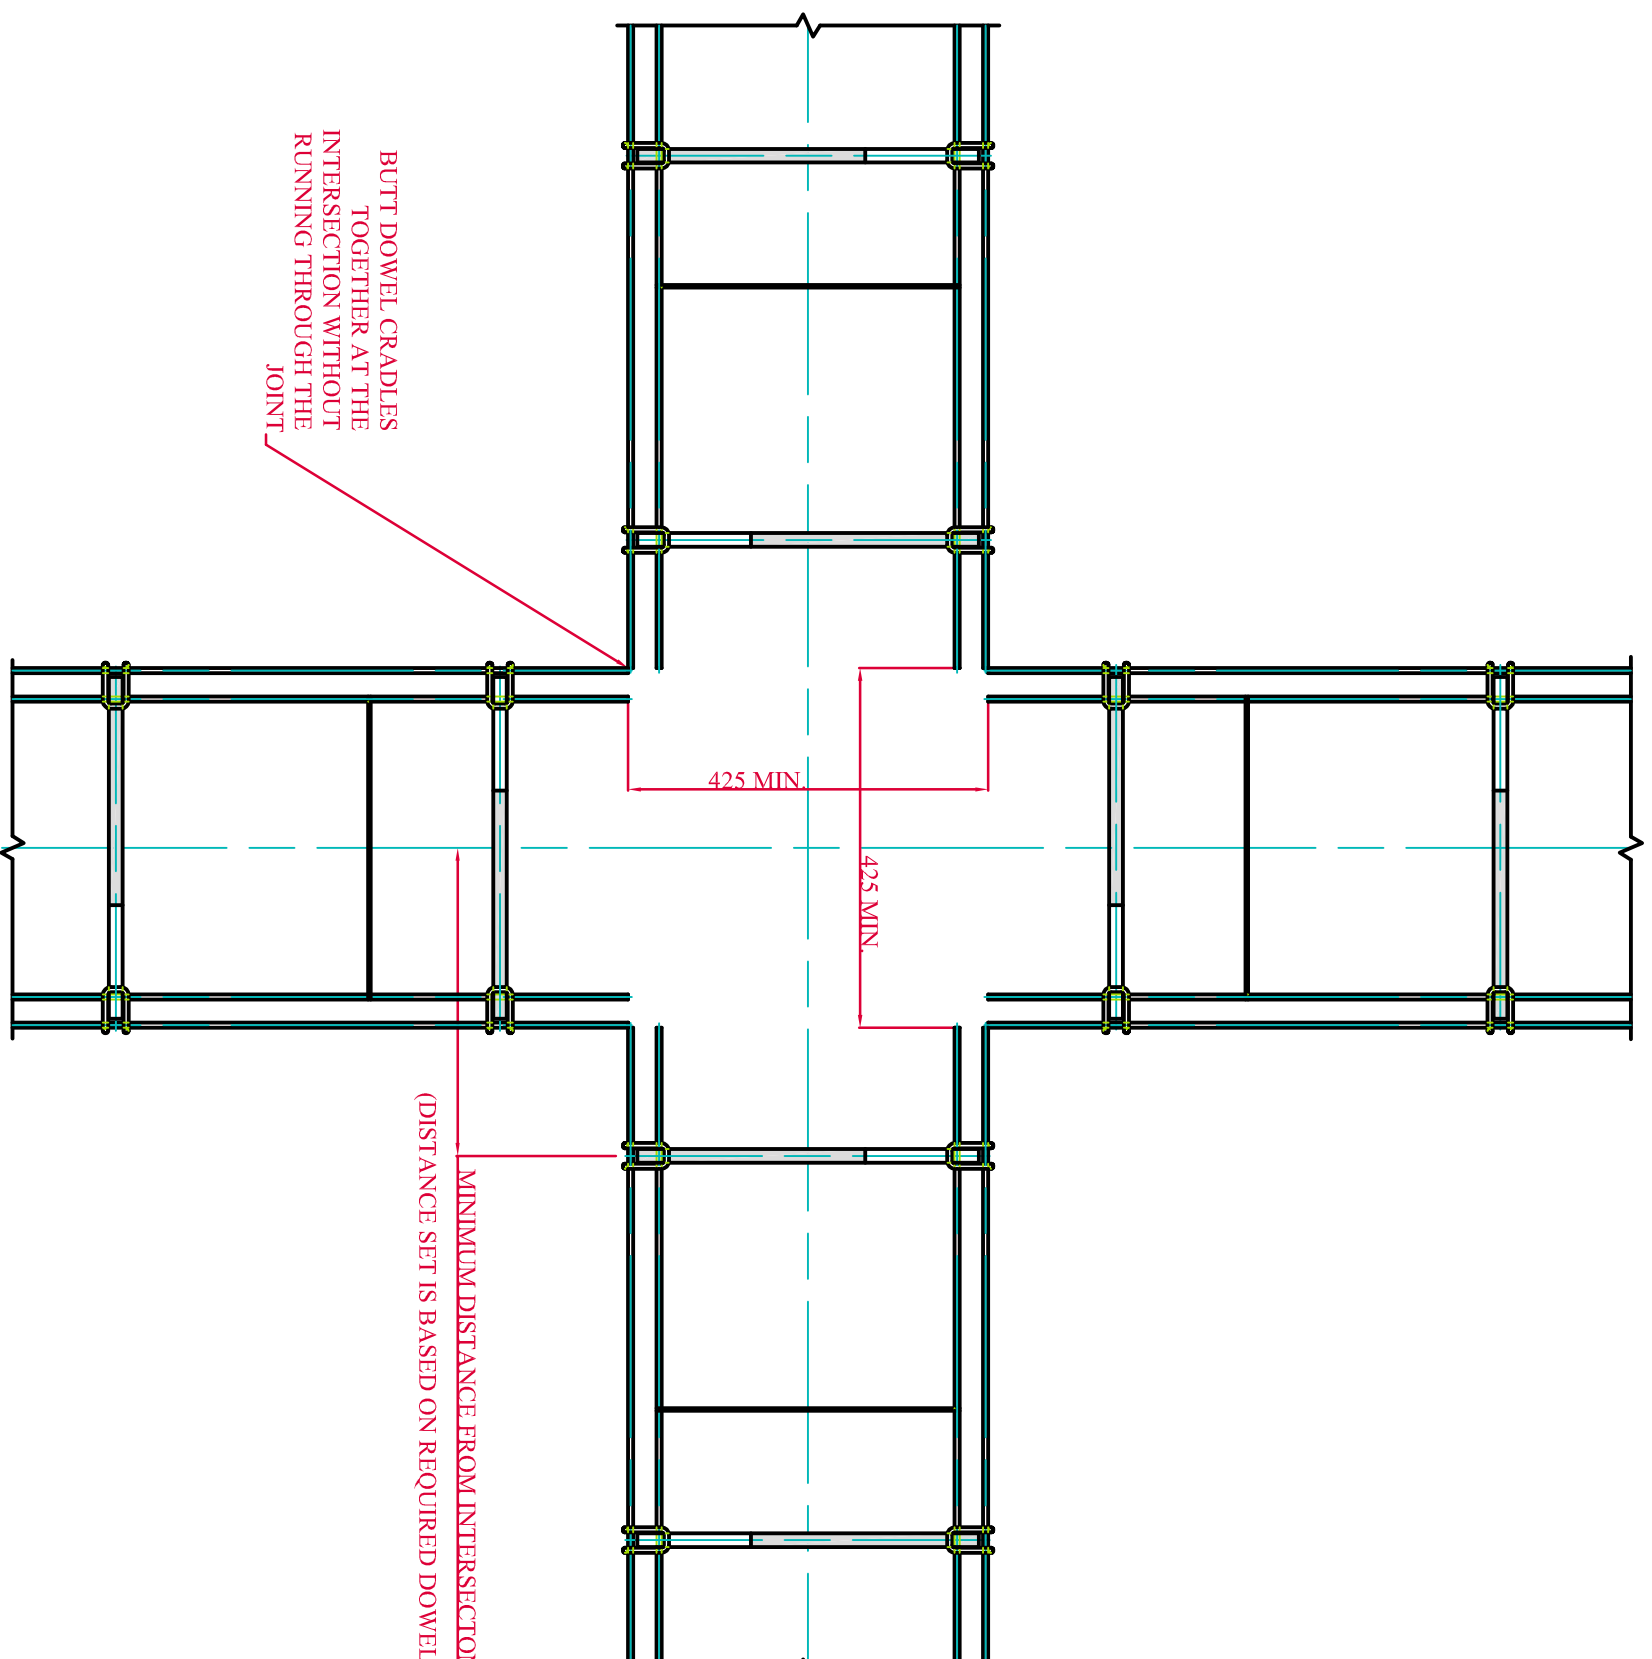 BUTT DOWEL CRADLES
TOGETHER AT THE
INTERSECTION WITHOUT
RUNNING THROUGH THE
JOINT
425 MIN.
425 MIN.
MINIMUM DISTANCE FROM
(DISTANCE SET IS BASED ON REQUIRED DOWEL